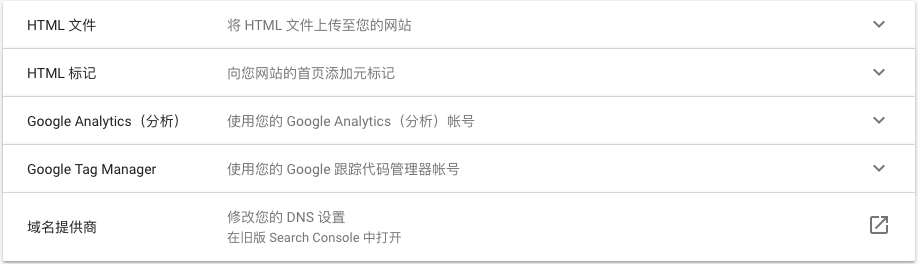 HTML 文件 将 HTML 文件上传至您的网站
HTML 标记 向您网站的首页添加元标记
Google Analytics（分析） 使用您的 Google Analytics（分析）帐号
Google Tag Manager 使用您的 Google 跟踪代码管理器帐号
域名提供商 修改您的 DNS 设置
在旧版 Search Console 中打开